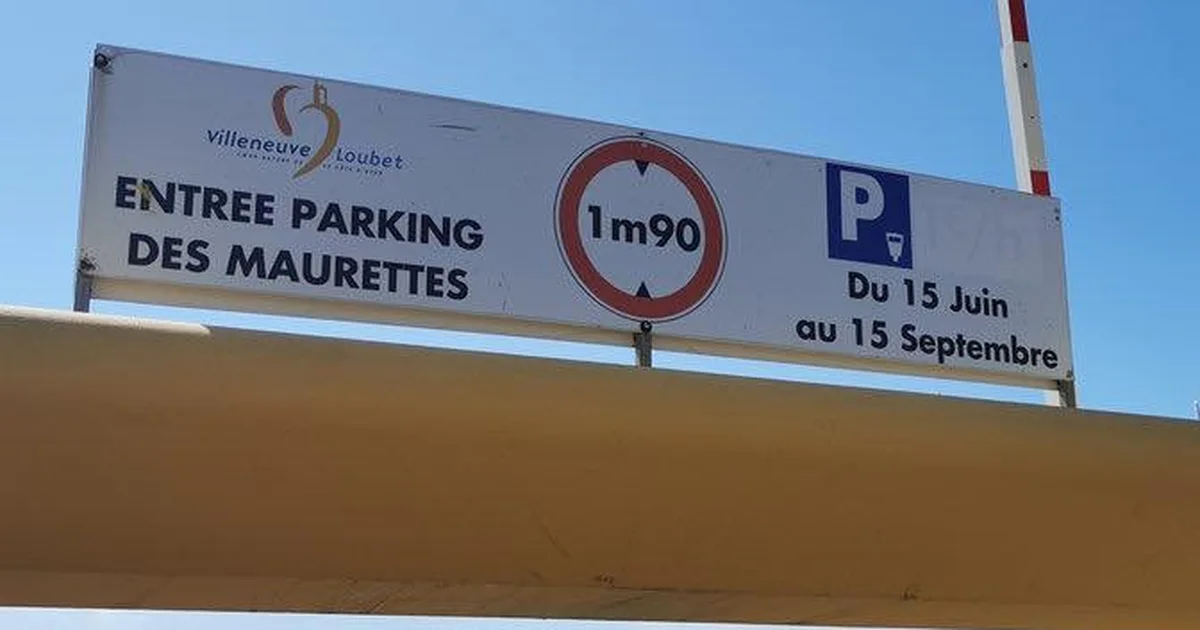 Villeneuve Loubet
ENTREE PARKING
DES MAURETTES
1m90
P
Du 15 Juin
au 15 Septembre